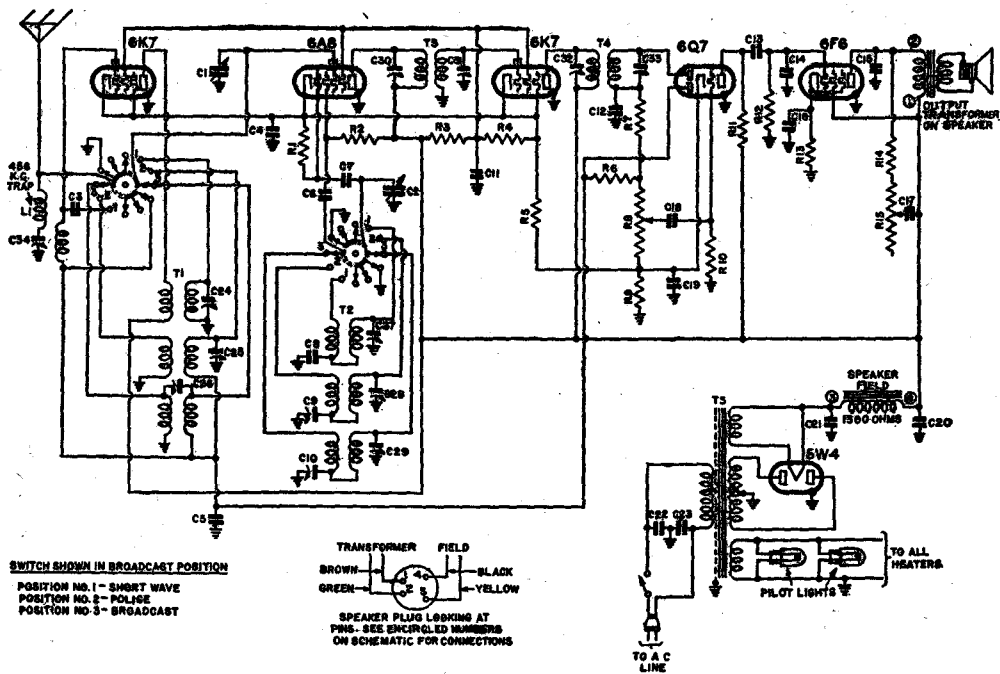 6K7
6A8
T3
6K7
T4
6Q7
C13
6F6
C1
C30
C32
C33
C14
C15
C4
R1
R2
R3
R4
C12
R7
R11
R12
R13
OUTPUT
TRANSFORMER
ON SPEAKER
R14
456
K.C.
TRAP
L1
C3
C34
C7
C2
C6
C11
R5
R6
R8
C18
R10
R15
C17
T1
C24
C25
C26
T2
C8
C27
C9
C28
C10
C29
R9
C19
C5
SPEAKER
FIELD
1360-OHMS
T5
C21
C20
5W4
C22
C23
TO ALL
HEATERS
PILOT LIGHTS
TO A C
LINE
SWITCH SHOWN IN BROADCAST POSITION
POSITION NO. 1 - SHORT WAVE
POSITION NO. 2 - POLICE
POSITION NO. 3 - BROADCAST
TRANSFORMER FIELD
BROWN
BLACK
GREEN
YELLOW
SPEAKER PLUG LOOKING AT
PINS. SEE ENCIRCLED NUMBERS
ON SCHEMATIC FOR CONNECTIONS